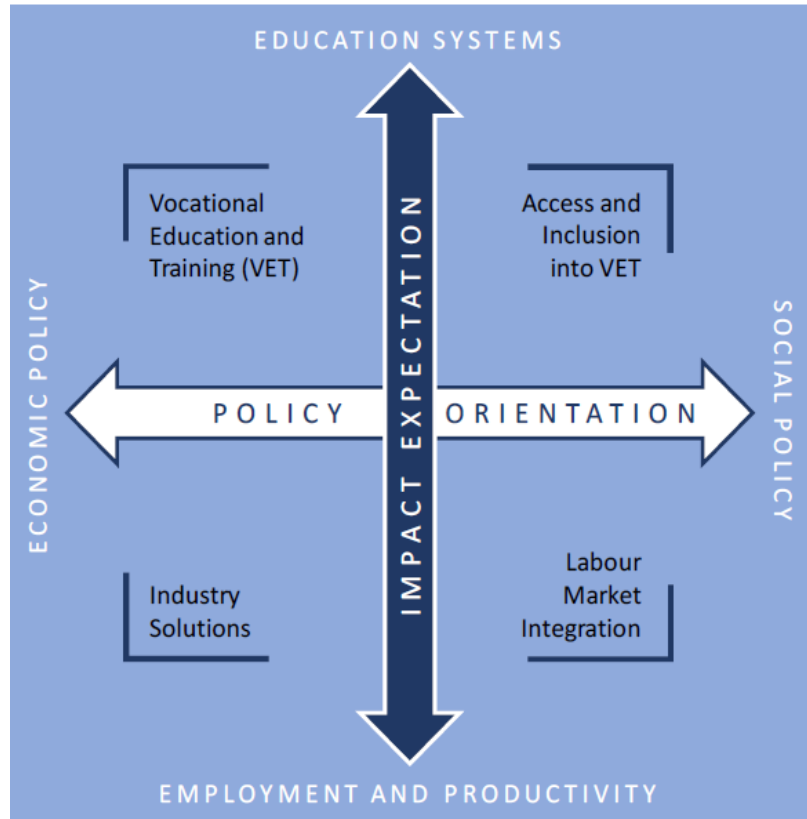 EDUCATION SYSTEMS
Vocational
Education and
Training (VET)
Access and
Inclusion
into VET
ECONOMIC POLICY
POLICY ORIENTATION
IMPACT EXPECTATION
SOCIAL POLICY
Industry
Solutions
Labour
Market
Integration
EMPLOYMENT AND PRODUCTIVITY